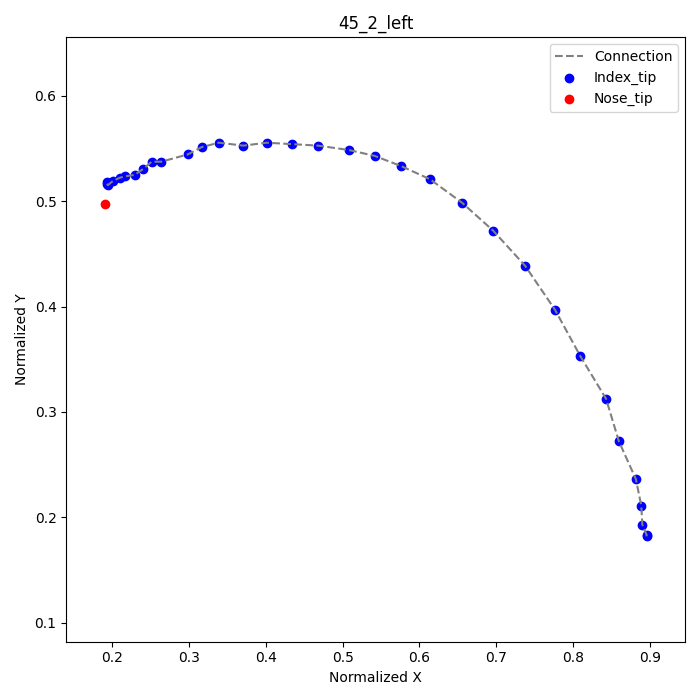 45_2_left
Connection
Index_tip
Nose_tip
Normalized Y
0.6
0.5
0.4
0.3
0.2
0.1
0.2 0.3 0.4 0.5 0.6 0.7 0.8 0.9
Normalized X